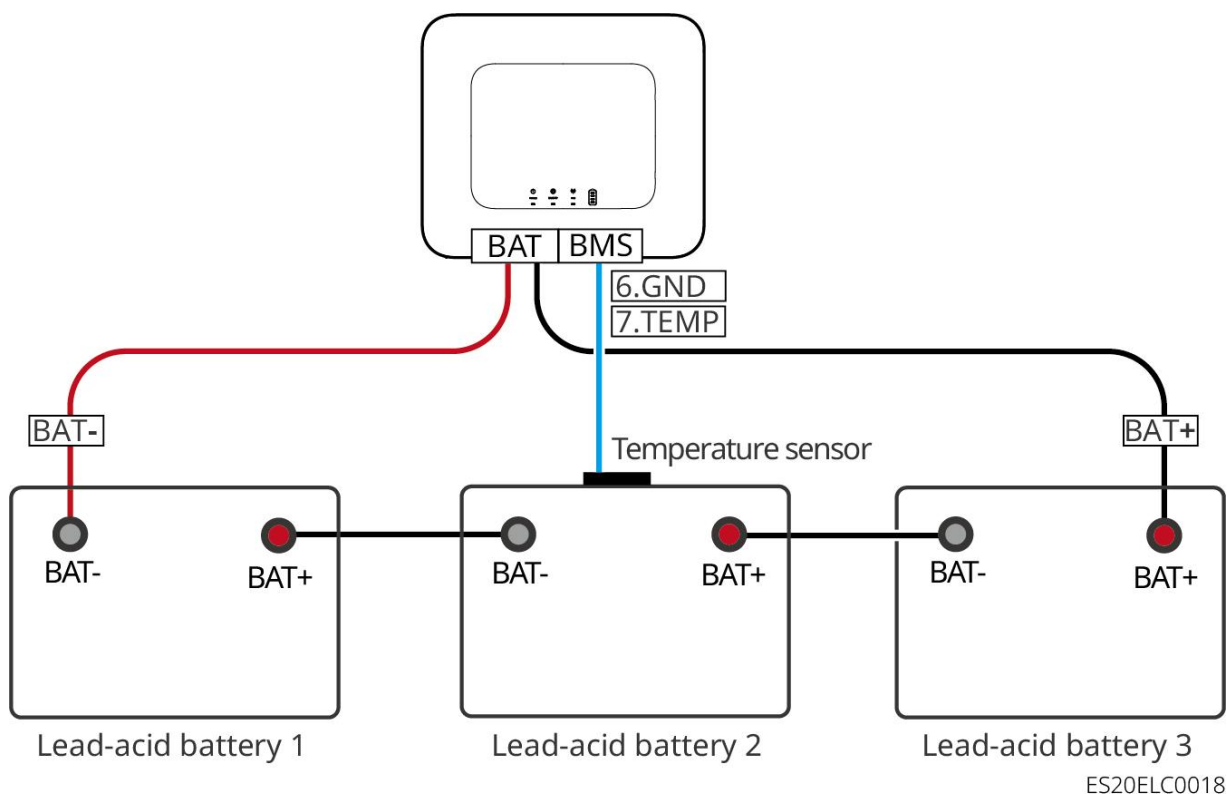 BAT BMS
6.GND
7.TEMP
BAT-
BAT+
Temperature sensor
BAT- BAT+ BAT- BAT+ BAT- BAT+
Lead-acid battery 1 Lead-acid battery 2 Lead-acid battery 3
ES20ELC0018